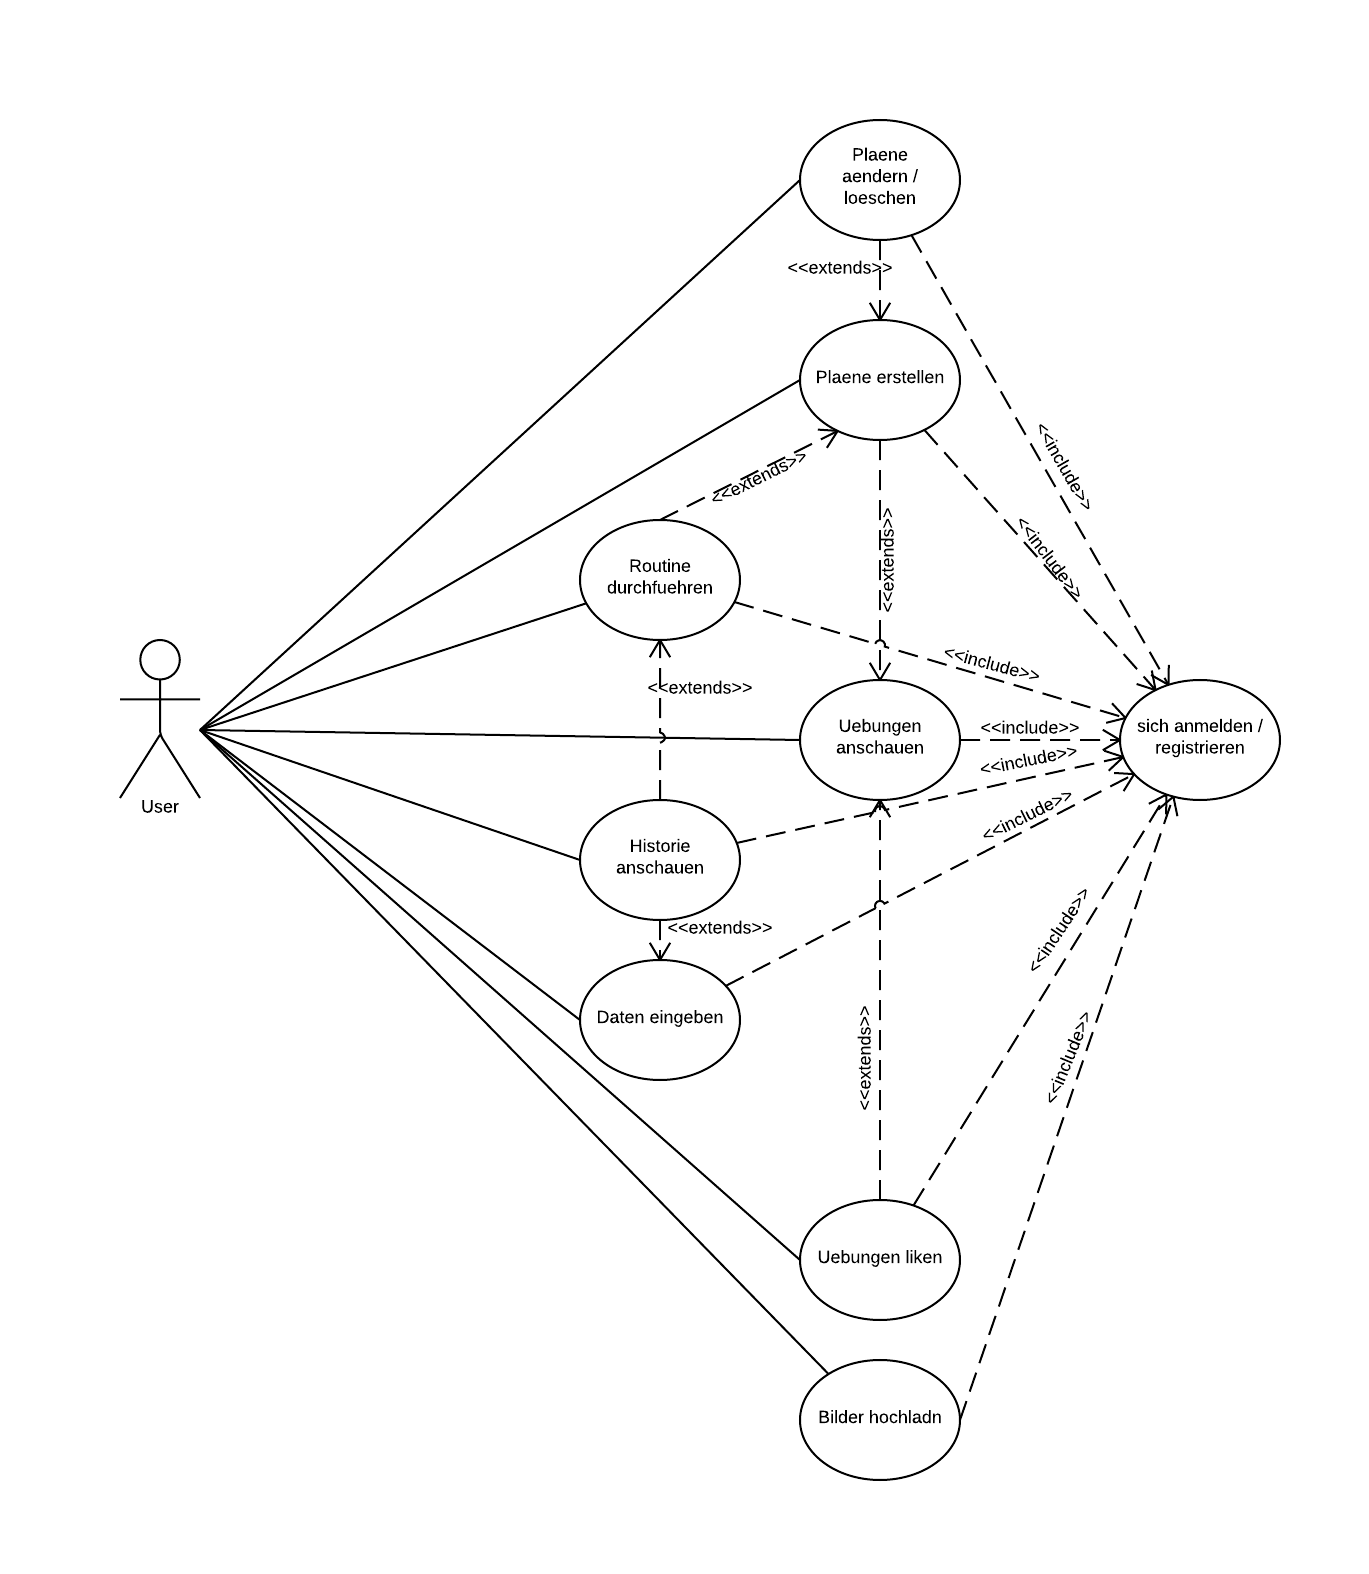 Plaene
aendern /
loeschen
<<extends>>
Plaene erstellen
<<include>>
<<extends>>
<<include>>
<<extends>>
Routine
durchfuehren
<<include>>
<<extends>>
User
Uebungen
anschauen
<<include>>
sich anmelden /
registrieren
<<include>>
<<include>>
Historie
anschauen
<<extends>>
<<include>>
Daten eingeben
<<extends>>
<<include>>
Uebungen liken
Bilder hochladn